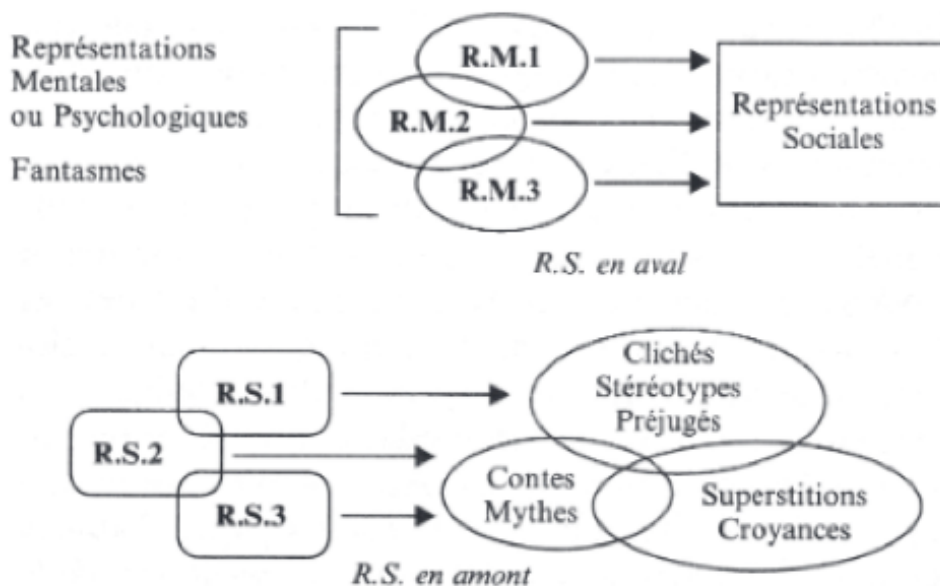 Représentations
Mentales
ou Psychologiques
Fantasmes
R.M.1
R.M.2
R.M.3
Représentations
Sociales
R.S. en aval
R.S.1
R.S.2
R.S.3
Clichés
Stéréotypes
Préjugés
Contes
Mythes
Superstitions
Croyances
R.S. en amont